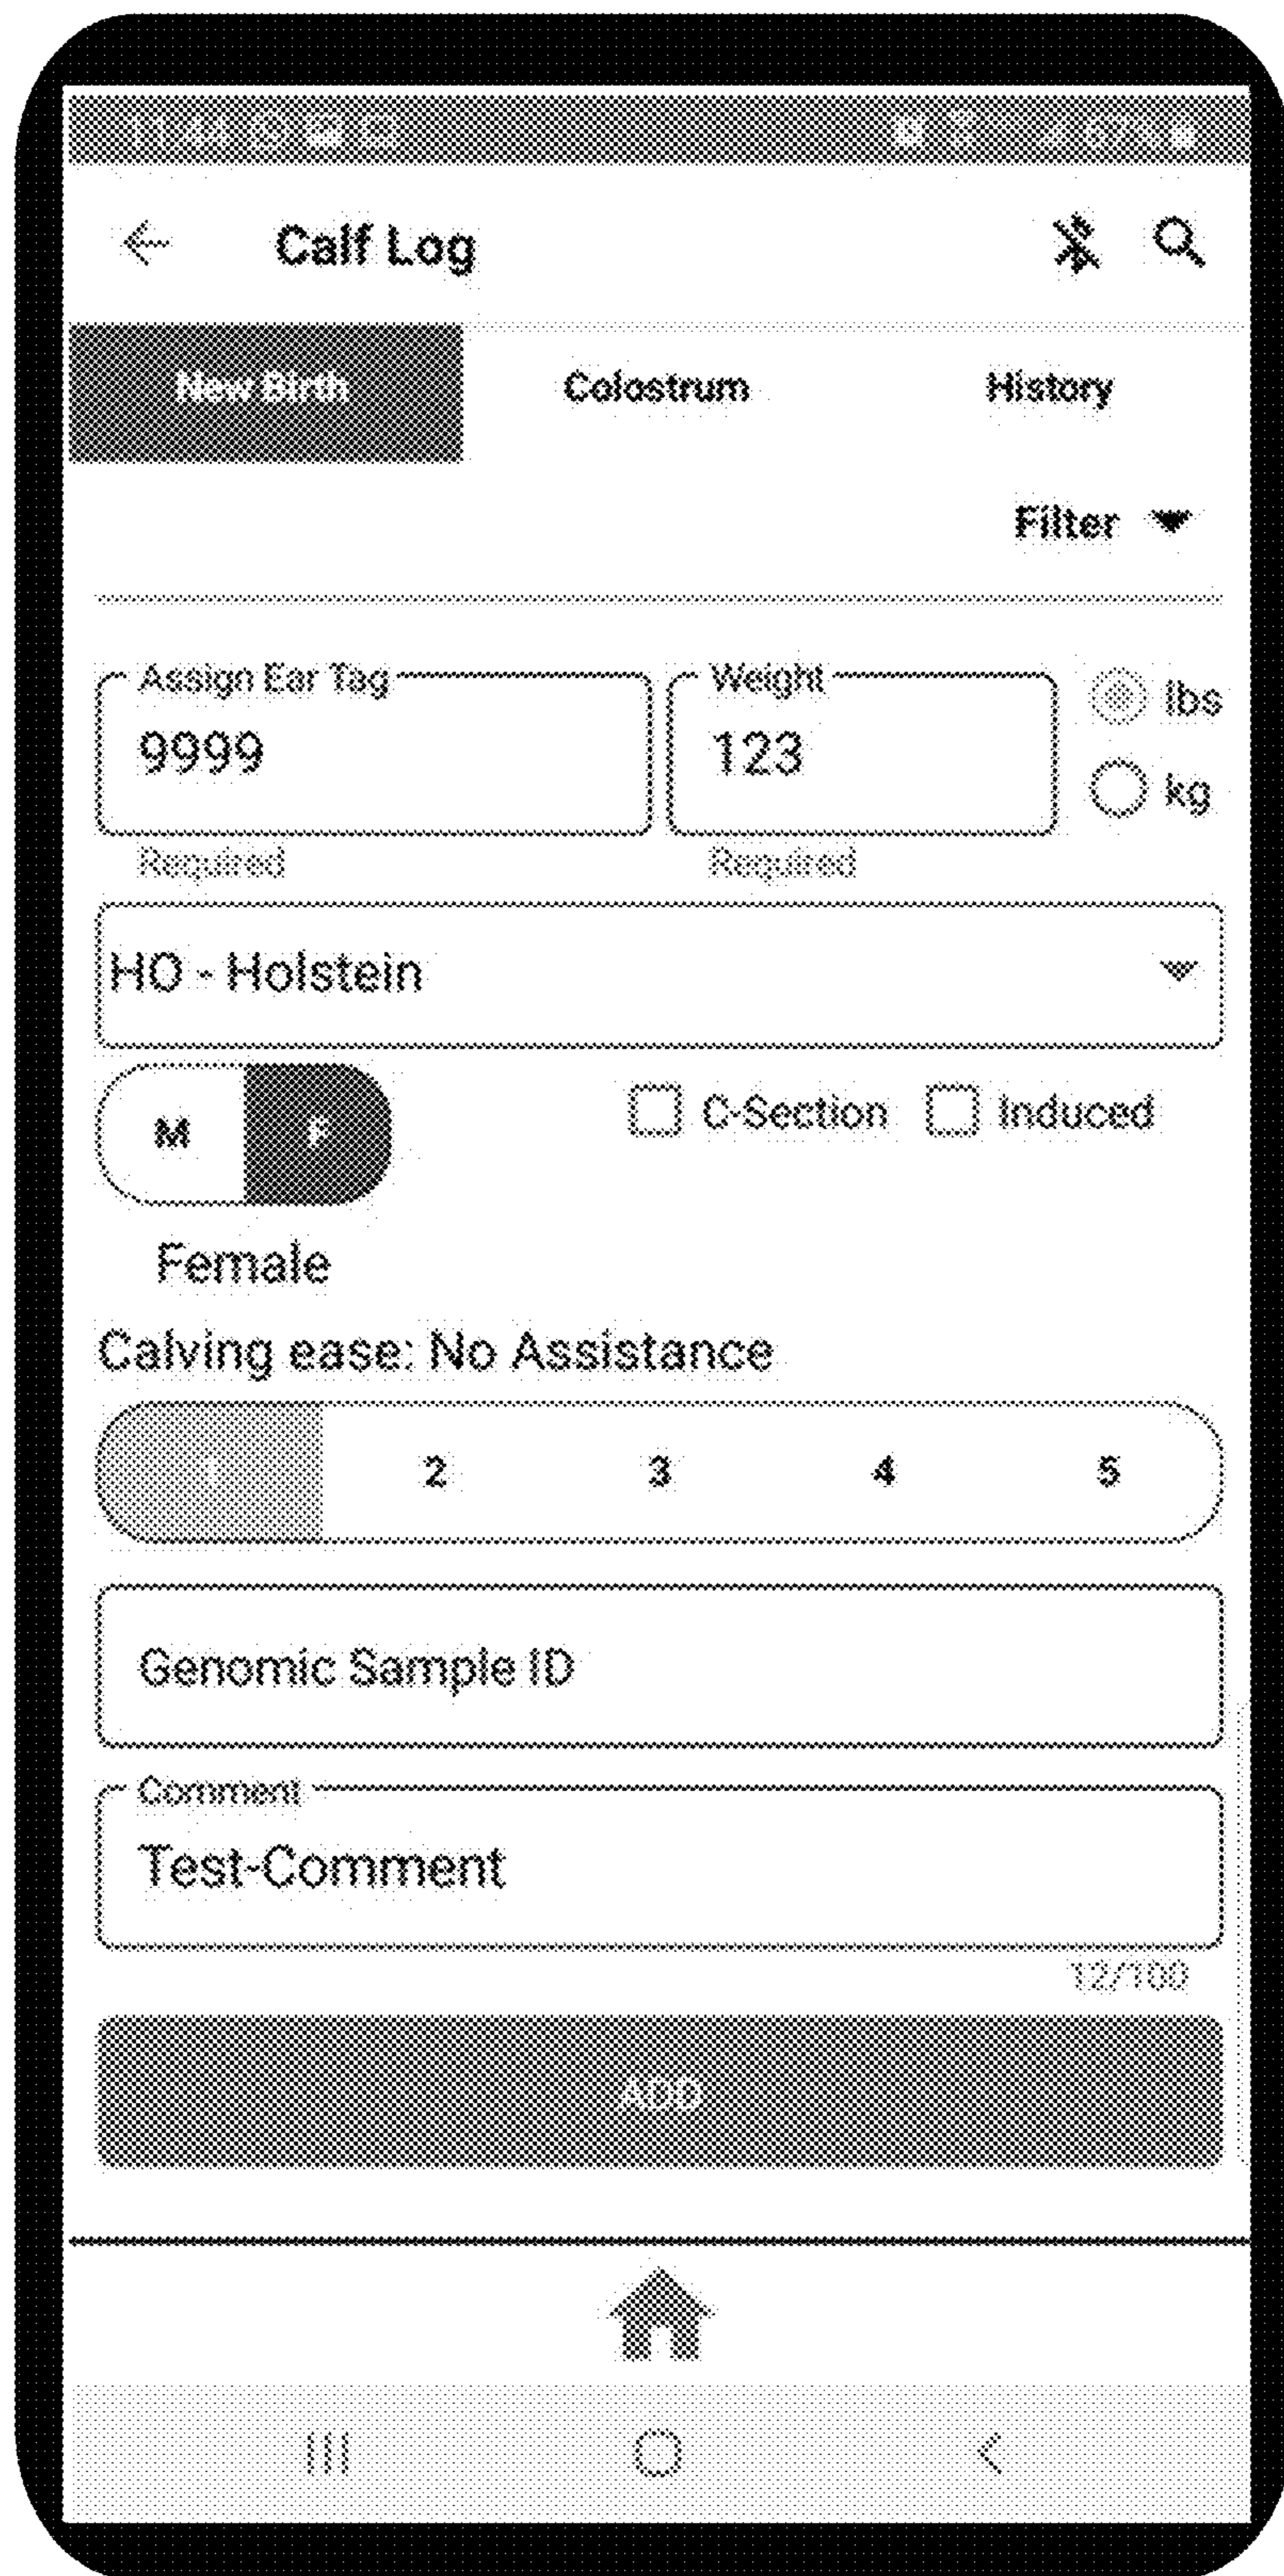 Calf Log
New Birth Colostrum History
Filter
Assign Ear Tag Weight
9999 123 lbs
kg
Required Required
HO - Holstein
M F C-Section Induced
Female
Calving ease: No Assistance
1 2 3 4 5
Genomic Sample ID
Comment
Test-Comment
12/100
ADD